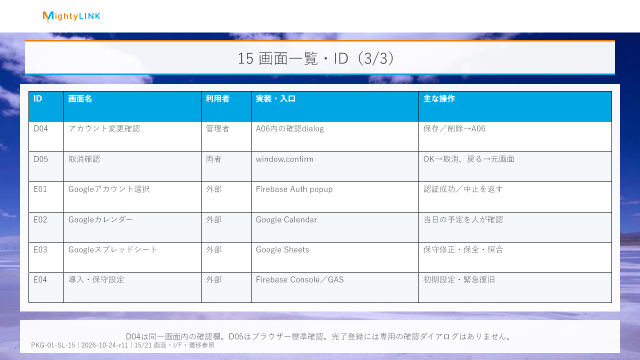 MightyLINK
15 画面一覧・ID（3/3）
ID 画面名 利用者 実装・入口 主な操作
D04 アカウント変更確認 管理者 A06内の確認dialog 保存／削除→A06
D05 取消確認 両者 window.confirm OK→取消、戻る→元画面
E01 Googleアカウント選択 外部 Firebase Auth popup 認証成功／中止を返す
E02 Googleカレンダー 外部 Google Calendar 当日の予定を人が確認
E03 Googleスプレッドシート 外部 Google Sheets 保守修正・保全・照合
E04 導入・保守設定 外部 Firebase Console／GAS 初期設定・緊急復旧
D04は同一画面内の確認欄。D05はブラウザー標準確認。完了登録には専用の確認ダイアログはありません。
PKG-01-SL-15 | 2026-10-24-r11 | 15/21 画面・I/F・遷移参照